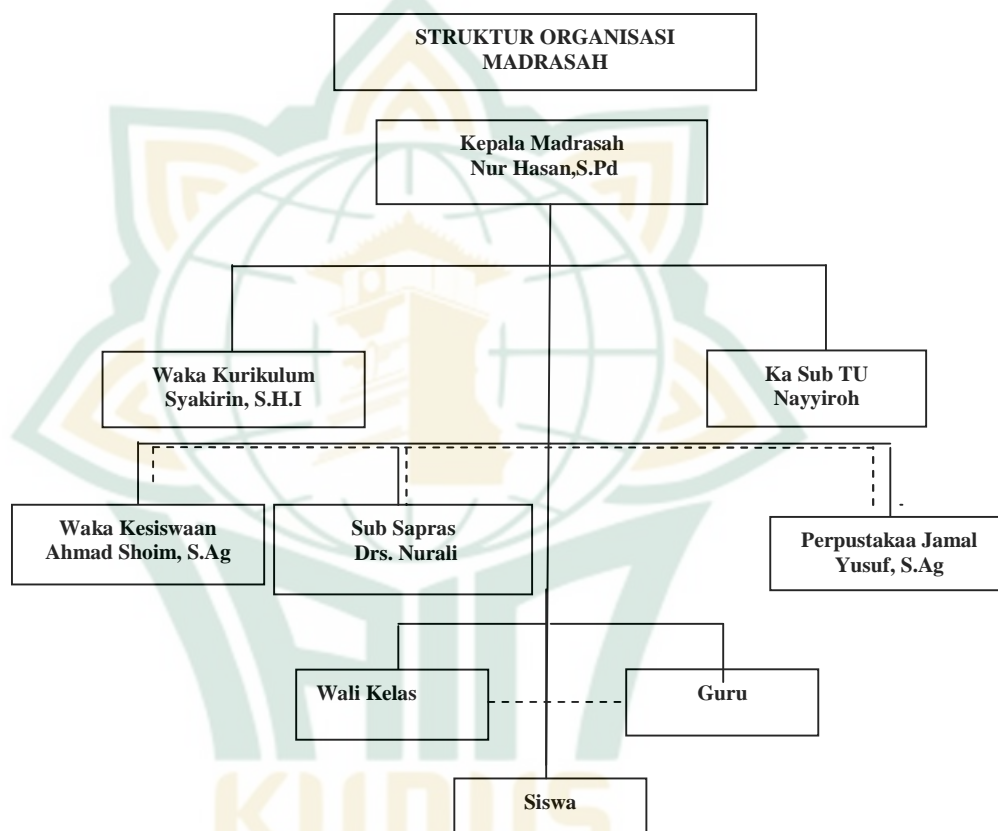 STRUKTUR ORGANISASI
MADRASAH
Kepala Madrasah
Nur Hasan,S.Pd
Waka Kurikulum
Syakirin, S.H.I
Ka Sub TU
Nayyiroh
Waka Kesiswaan
Ahmad Shoim, S.Ag
Sub Sapras
Drs. Nurali
Perpustakaa Jamal
Yusuf, S.Ag
Wali Kelas
Guru
Siswa
KUDUS